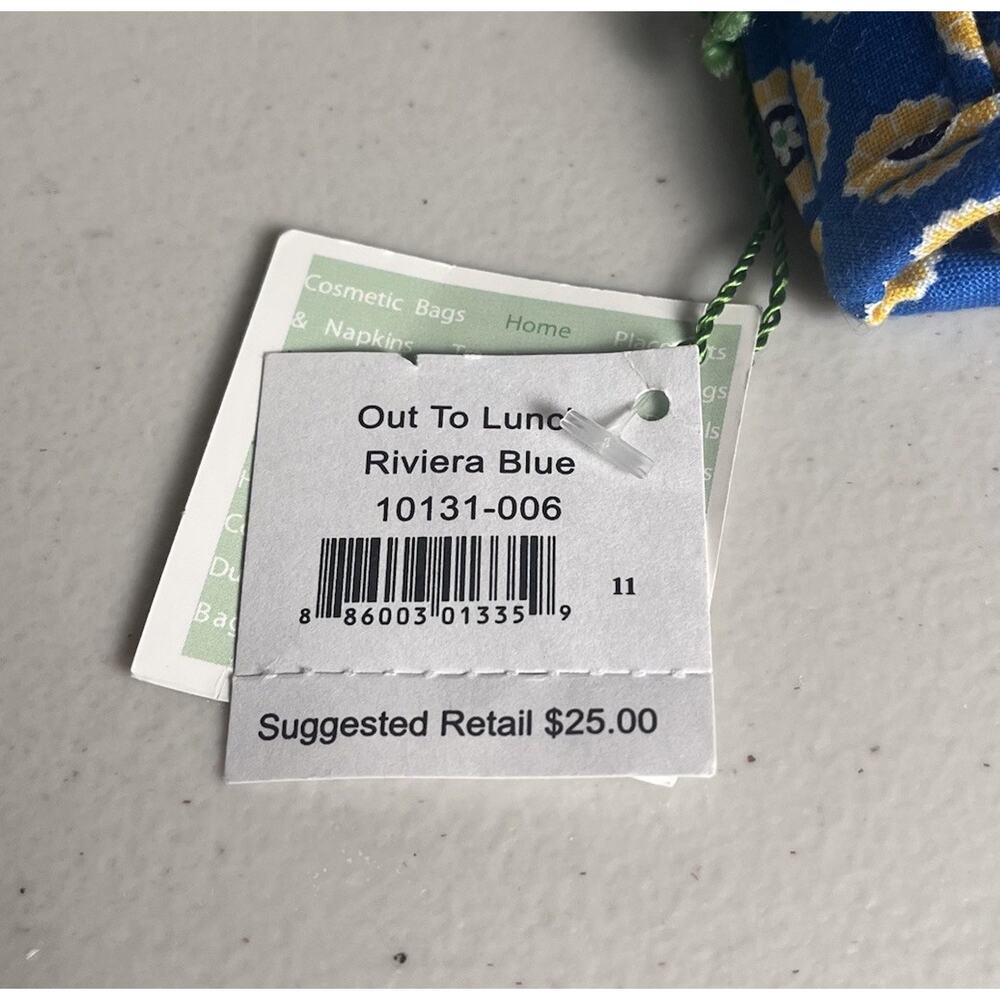 Cosmetic Bags Home
& Napkins
Out To Lunch
Riviera Blue
10131-006
8 86003 01335 9
11
Suggested Retail $25.00